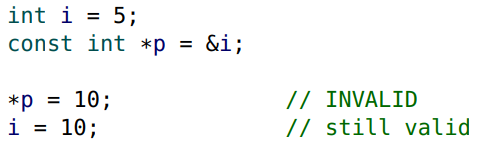 int i = 5;
const int *p = &i;
*p = 10; // INVALID
i = 10; // still valid